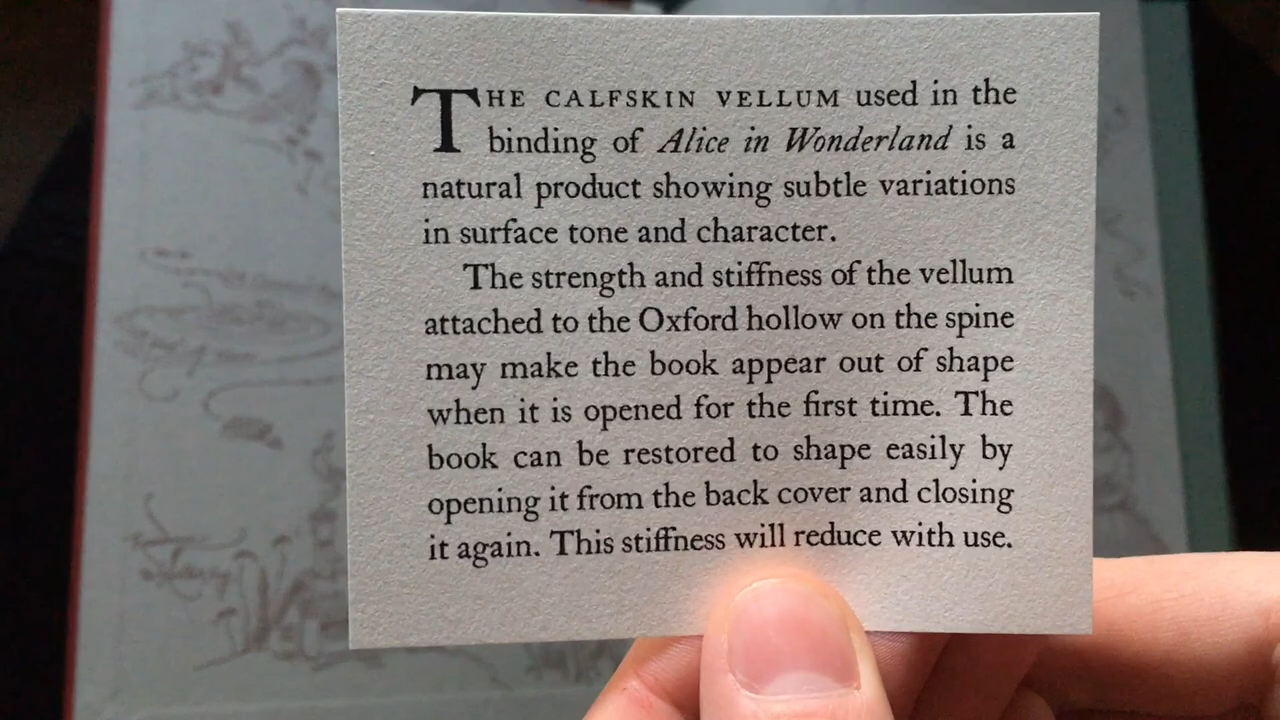 THE CALFSKIN VELLUM used in the
binding of Alice in Wonderland is a
natural product showing subtle variations
in surface tone and character.
The strength and stiffness of the vellum
attached to the Oxford hollow on the spine
may make the book appear out of shape
when it is opened for the first time. The
book can be restored to shape easily by
opening it from the back cover and closing
it again. This stiffness will reduce with use.